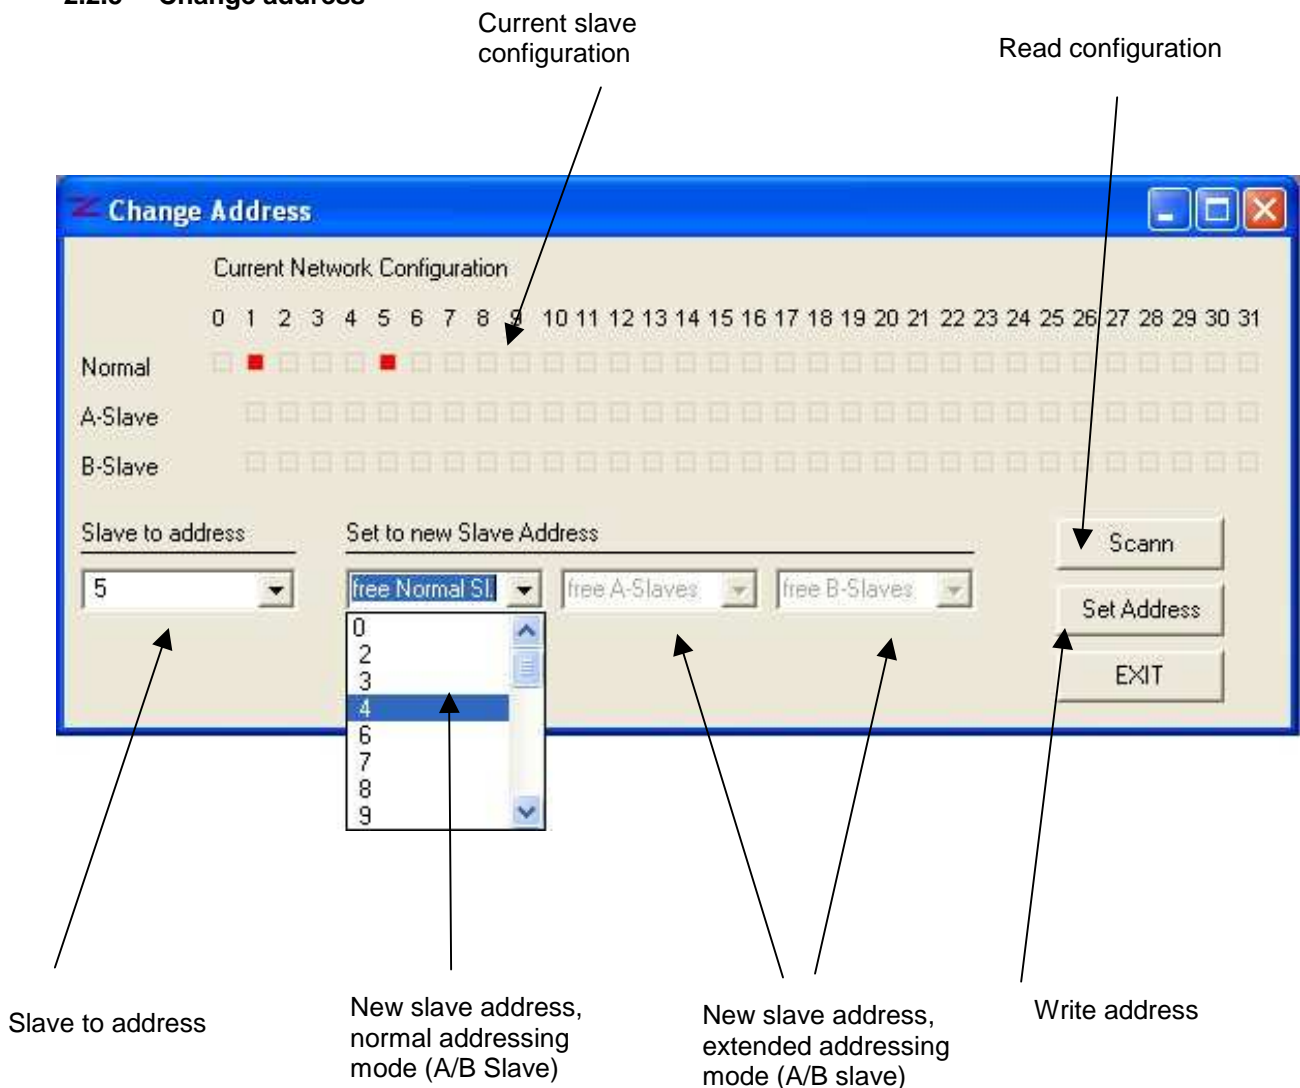 Change address
Current slave
configuration
Read configuration
Change Address
Current Network Configuration
0 1 2 3 4 5 6 7 8 9 10 11 12 13 14 15 16 17 18 19 20 21 22 23 24 25 26 27 28 29 30 31
Normal
A-Slave
B-Slave
Slave to address
Set to new Slave Address
Scann
5
free Normal Sl.
free A-Slaves
free B-Slaves
Set Address
0
2
3
4
6
7
8
9
EXIT
Slave to address
New slave address,
normal addressing
mode (A/B Slave)
New slave address,
extended addressing
mode (A/B slave)
Write address